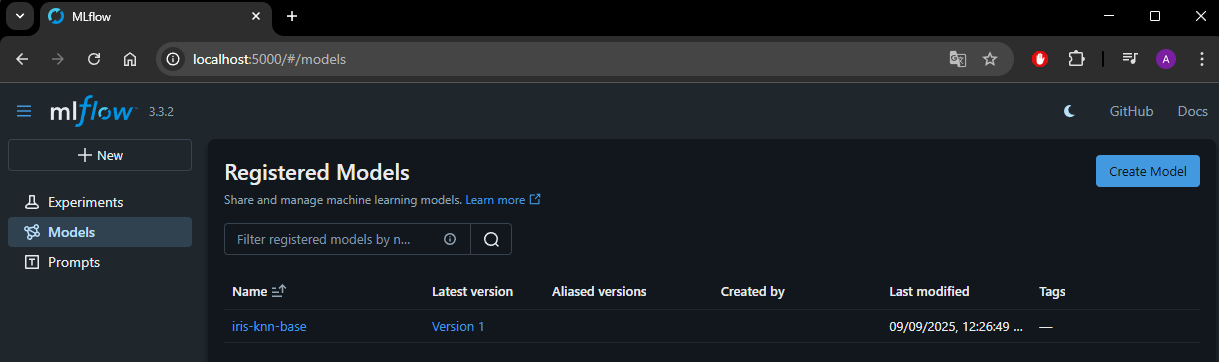 MLflow
localhost:5000/#/models
A
mlflow™ 3.3.2
GitHub
Docs
New
Experiments
Models
Prompts
Registered Models
Create Model
Share and manage machine learning models. Learn more
Filter registered models by n...
Name Latest version Aliased versions Created by Last modified Tags
iris-knn-base Version 1 09/09/2025, 12:26:49 ... —